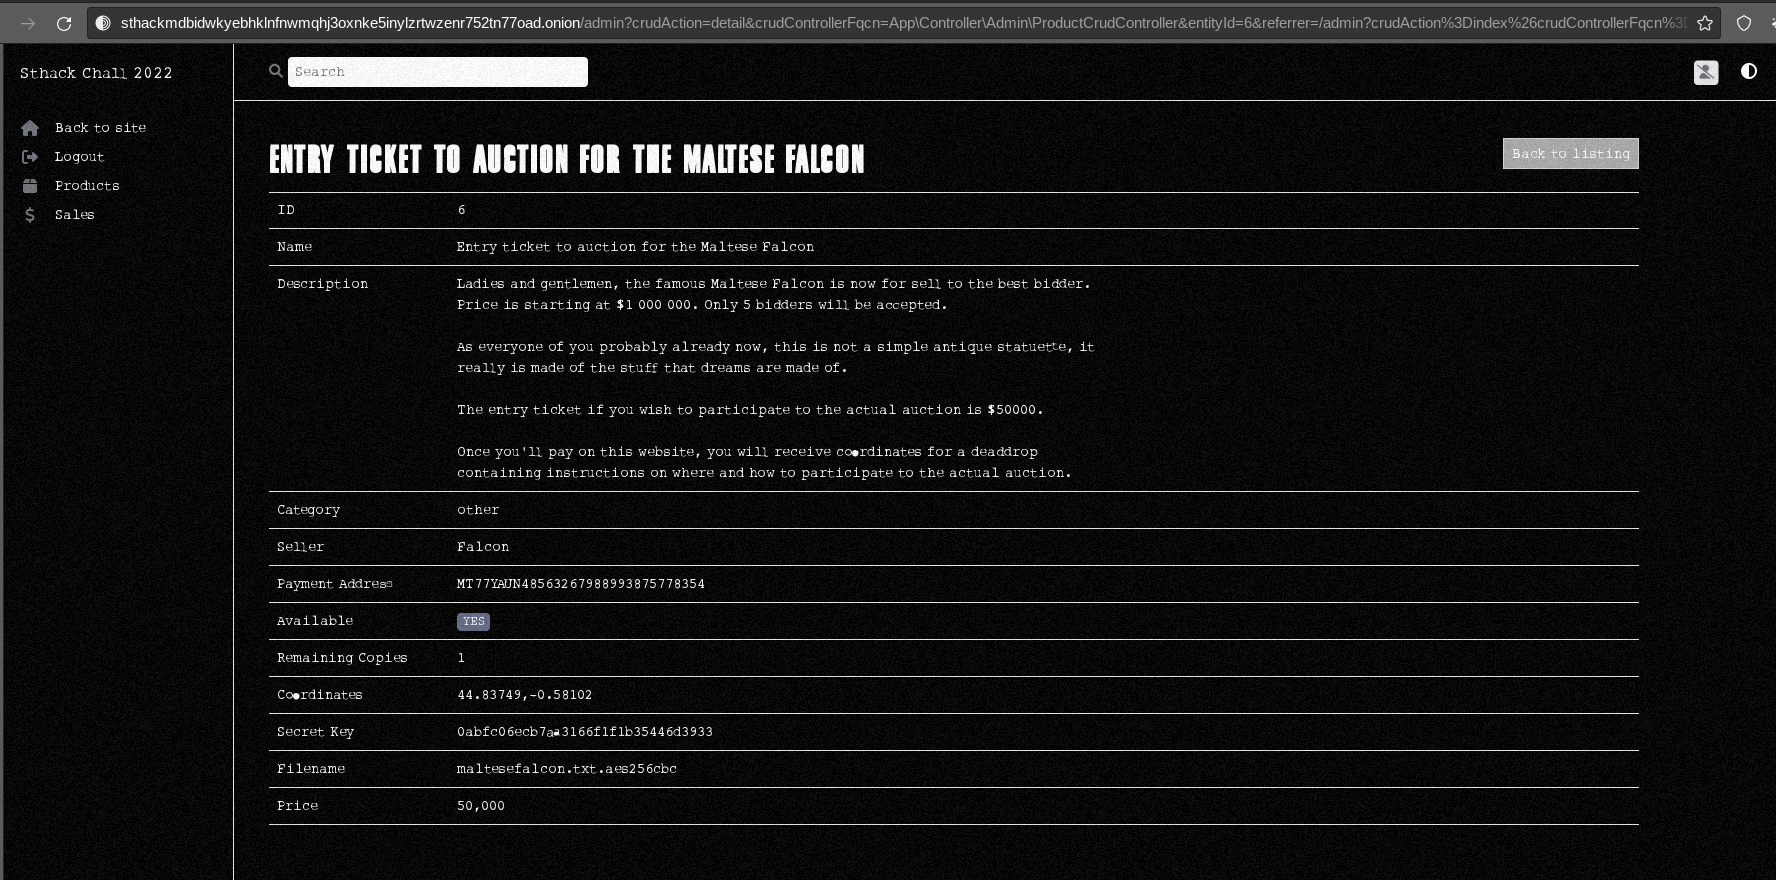 sthackmdbidwkyebhklnfnwmqhj3oxnke5inylzrtwzenr752tn77oad.onion/admin?crudAction=detail&crudControllerFqcn=App\Controller\Admin\ProductCrudController&entityId=6&referrer=/admin?crudAction%3Dindex%26crudControllerFqcn%3D
Sthack Chall 2022
Search
Back to site
Logout
Products
Sales
ENTRY TICKET TO AUCTION FOR THE MALTESE FALCON
Back to listing
ID 6
Name Entry ticket to auction for the Maltese Falcon
Description Ladies and gentlemen, the famous Maltese Falcon is now for sell to the best bidder.
Price is starting at $1 000 000. Only 5 bidders will be accepted.
As everyone of you probably already now, this is not a simple antique statuette, it
really is made of the stuff that dreams are made of.
The entry ticket if you wish to participate to the actual auction is $50000.
Once you'll pay on this website, you will receive coordinates for a deaddrop
containing instructions on where and how to participate to the actual auction.
Category other
Seller Falcon
Payment Address MT77YAUN48563267988993875778354
Available YES
Remaining Copies 1
Coordinates 44.83749,-0.58102
Secret Key 0abfc06ecb7aa3166f1f1b35446d3933
Filename maltesefalcon.txt.aes256cbc
Price 50,000